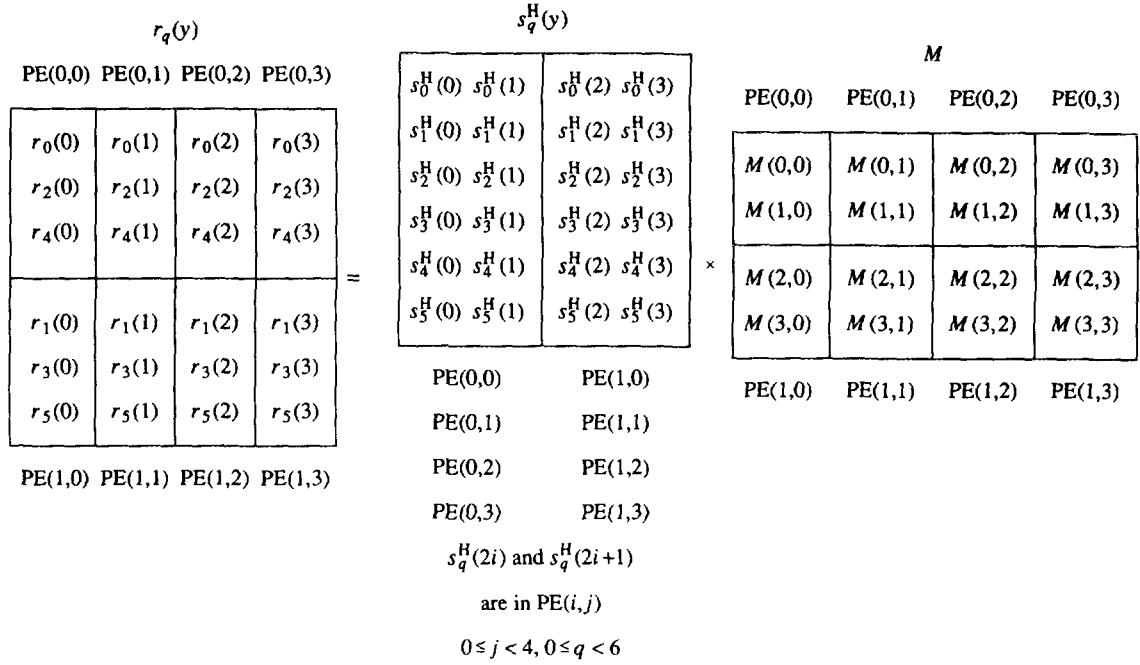 r_q(y)
PE(0,0) PE(0,1) PE(0,2) PE(0,3)
r_0(0) r_0(1) r_0(2) r_0(3)
r_2(0) r_2(1) r_2(2) r_2(3)
r_4(0) r_4(1) r_4(2) r_4(3)
r_1(0) r_1(1) r_1(2) r_1(3)
r_3(0) r_3(1) r_3(2) r_3(3)
r_5(0) r_5(1) r_5(2) r_5(3)
PE(1,0) PE(1,1) PE(1,2) PE(1,3)
=
s_q^H(y)
s_0^H(0) s_0^H(1) s_0^H(2) s_0^H(3)
s_1^H(0) s_1^H(1) s_1^H(2) s_1^H(3)
s_2^H(0) s_2^H(1) s_2^H(2) s_2^H(3)
s_3^H(0) s_3^H(1) s_3^H(2) s_3^H(3)
s_4^H(0) s_4^H(1) s_4^H(2) s_4^H(3)
s_5^H(0) s_5^H(1) s_5^H(2) s_5^H(3)
PE(0,0) PE(1,0)
PE(0,1) PE(1,1)
PE(0,2) PE(1,2)
PE(0,3) PE(1,3)
s_q^H(2i) and s_q^H(2i+1)
are in PE(i,j)
0 ≤ j < 4, 0 ≤ q < 6
×
M
PE(0,0) PE(0,1) PE(0,2) PE(0,3)
M(0,0) M(0,1) M(0,2) M(0,3)
M(1,0) M(1,1) M(1,2) M(1,3)
M(2,0) M(2,1) M(2,2) M(2,3)
M(3,0) M(3,1) M(3,2) M(3,3)
PE(1,0) PE(1,1) PE(1,2) PE(1,3)